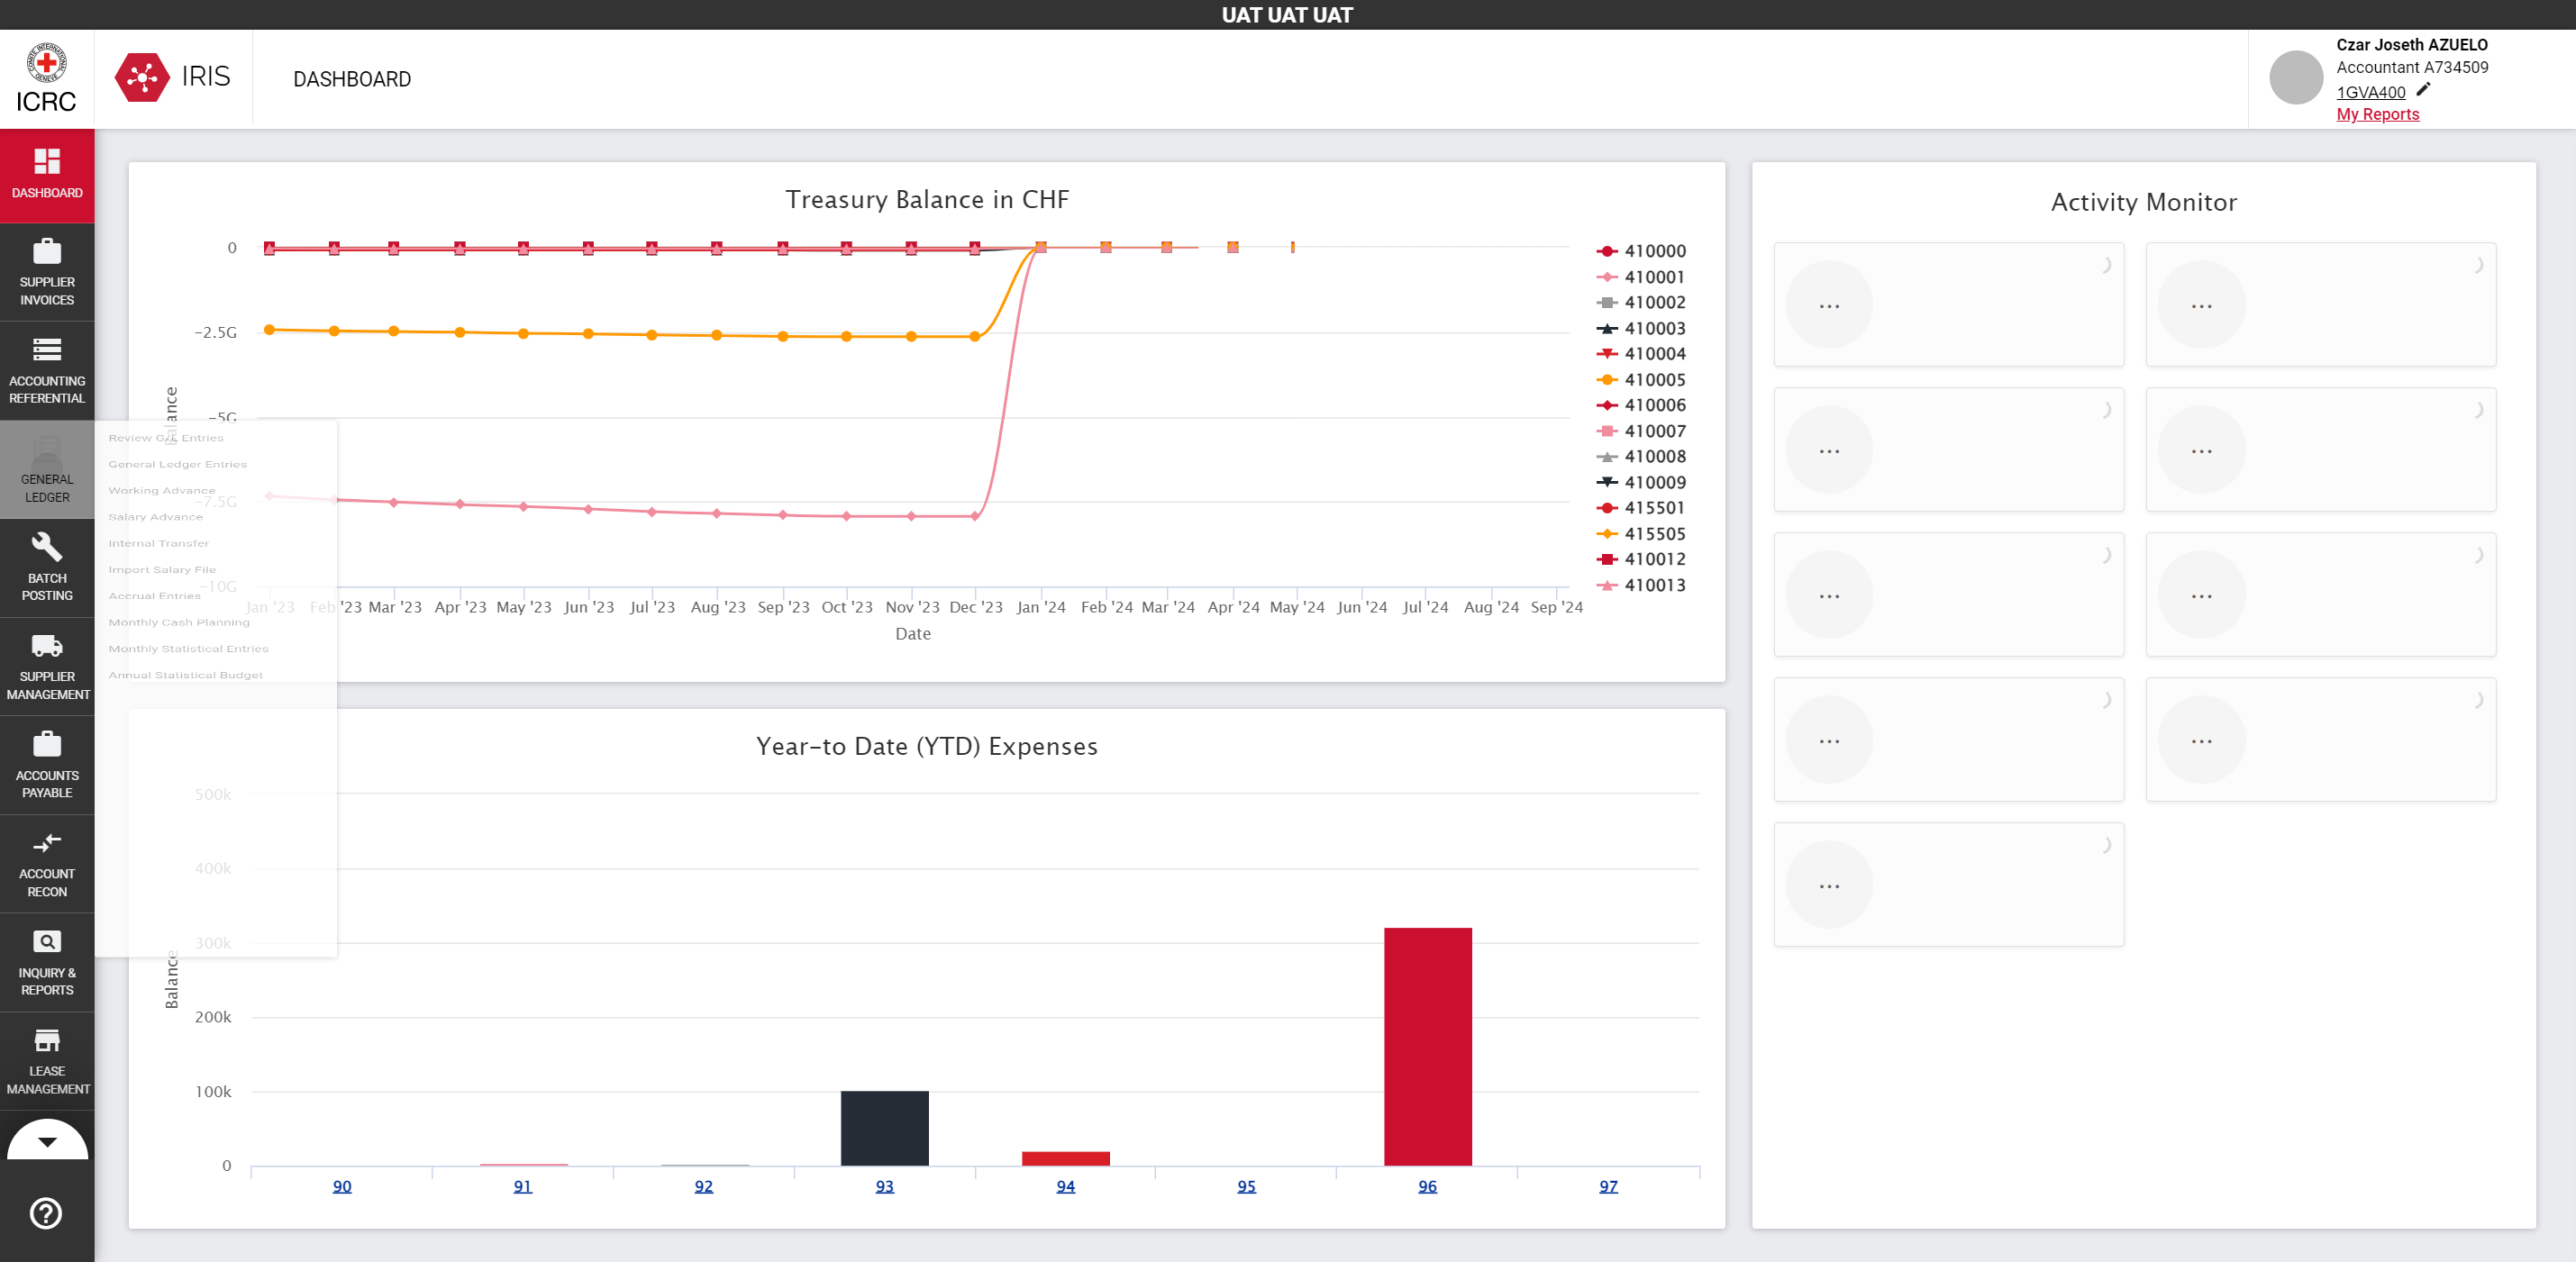 UAT UAT UAT
ICRC
IRIS
DASHBOARD
Czar Joseth AZUELO
Accountant A734509
1GVA400
My Reports
DASHBOARD
SUPPLIER
INVOICES
ACCOUNTING
REFERENTIAL
GENERAL
LEDGER
BATCH
POSTING
SUPPLIER
MANAGEMENT
ACCOUNTS
PAYABLE
ACCOUNT
RECON
INQUIRY &
REPORTS
LEASE
MANAGEMENT
Review G/L Entries
General Ledger Entries
Working Advance
Salary Advance
Internal Transfer
Import Salary File
Accrual Entries
Monthly Cash Planning
Monthly Statistical Entries
Annual Statistical Budget
Treasury Balance in CHF
Balance
0
-2.5G
-5G
-7.5G
-10G
Jan '23 Feb '23 Mar '23 Apr '23 May '23 Jun '23 Jul '23 Aug '23 Sep '23 Oct '23 Nov '23 Dec '23 Jan '24 Feb '24 Mar '24 Apr '24 May '24 Jun '24 Jul '24 Aug '24 Sep '24
Date
410000
410001
410002
410003
410004
410005
410006
410007
410008
410009
415501
415505
410012
410013
Year-to Date (YTD) Expenses
Balance
500k
400k
300k
200k
100k
0
90 91 92 93 94 95 96 97
Activity Monitor
... ...
... ...
... ...
... ...
...